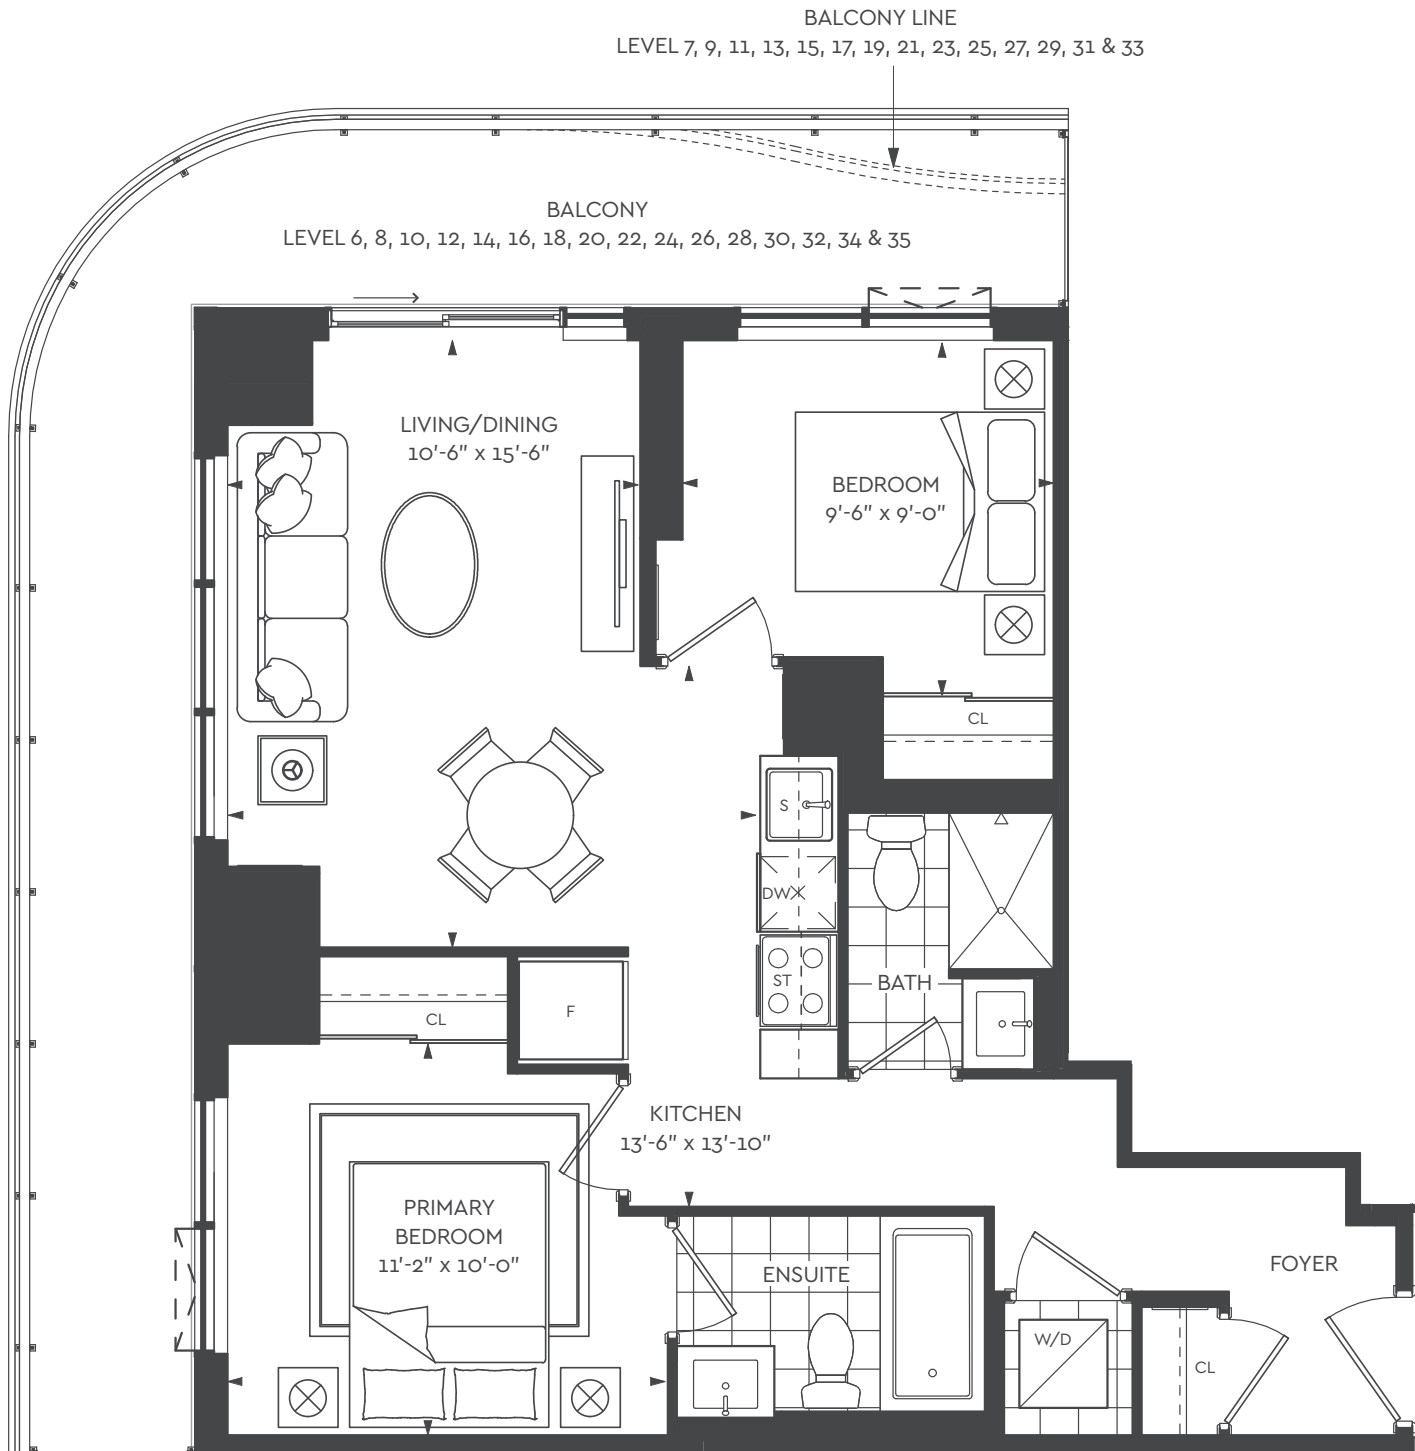 BALCONY LINE
LEVEL 7, 9, 11, 13, 15, 17, 19, 21, 23, 25, 27, 29, 31 & 33
BALCONY
LEVEL 6, 8, 10, 12, 14, 16, 18, 20, 22, 24, 26, 28, 30, 32, 34 & 35
LIVING/DINING
10'-6" x 15'-6"
BEDROOM
9'-6" x 9'-0"
CL
S
DW
ST
BATH
CL
F
KITCHEN
13'-6" x 13'-10"
PRIMARY
BEDROOM
11'-2" x 10'-0"
ENSUITE
FOYER
W/D
CL